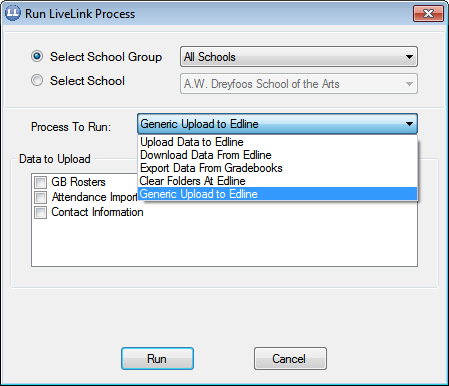 LL Run LiveLink Process
Select School Group All Schools
Select School A.W. Dreyfoos School of the Arts
Process To Run: Generic Upload to Edline
Upload Data to Edline
Download Data From Edline
Export Data From Gradebooks
Clear Folders At Edline
Generic Upload to Edline
Data to Upload
GB Rosters
Attendance Impor
Contact Information
Run Cancel